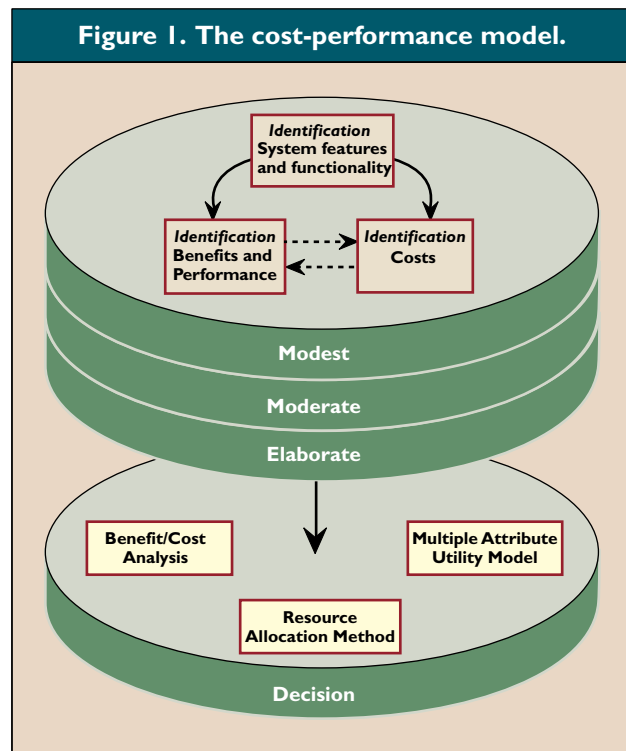 Figure 1. The cost-performance model.
Identification
System features
and functionality
Identification
Benefits and
Performance
Identification
Costs
Modest
Moderate
Elaborate
Benefit/Cost
Analysis
Multiple Attribute
Utility Model
Resource
Allocation Method
Decision